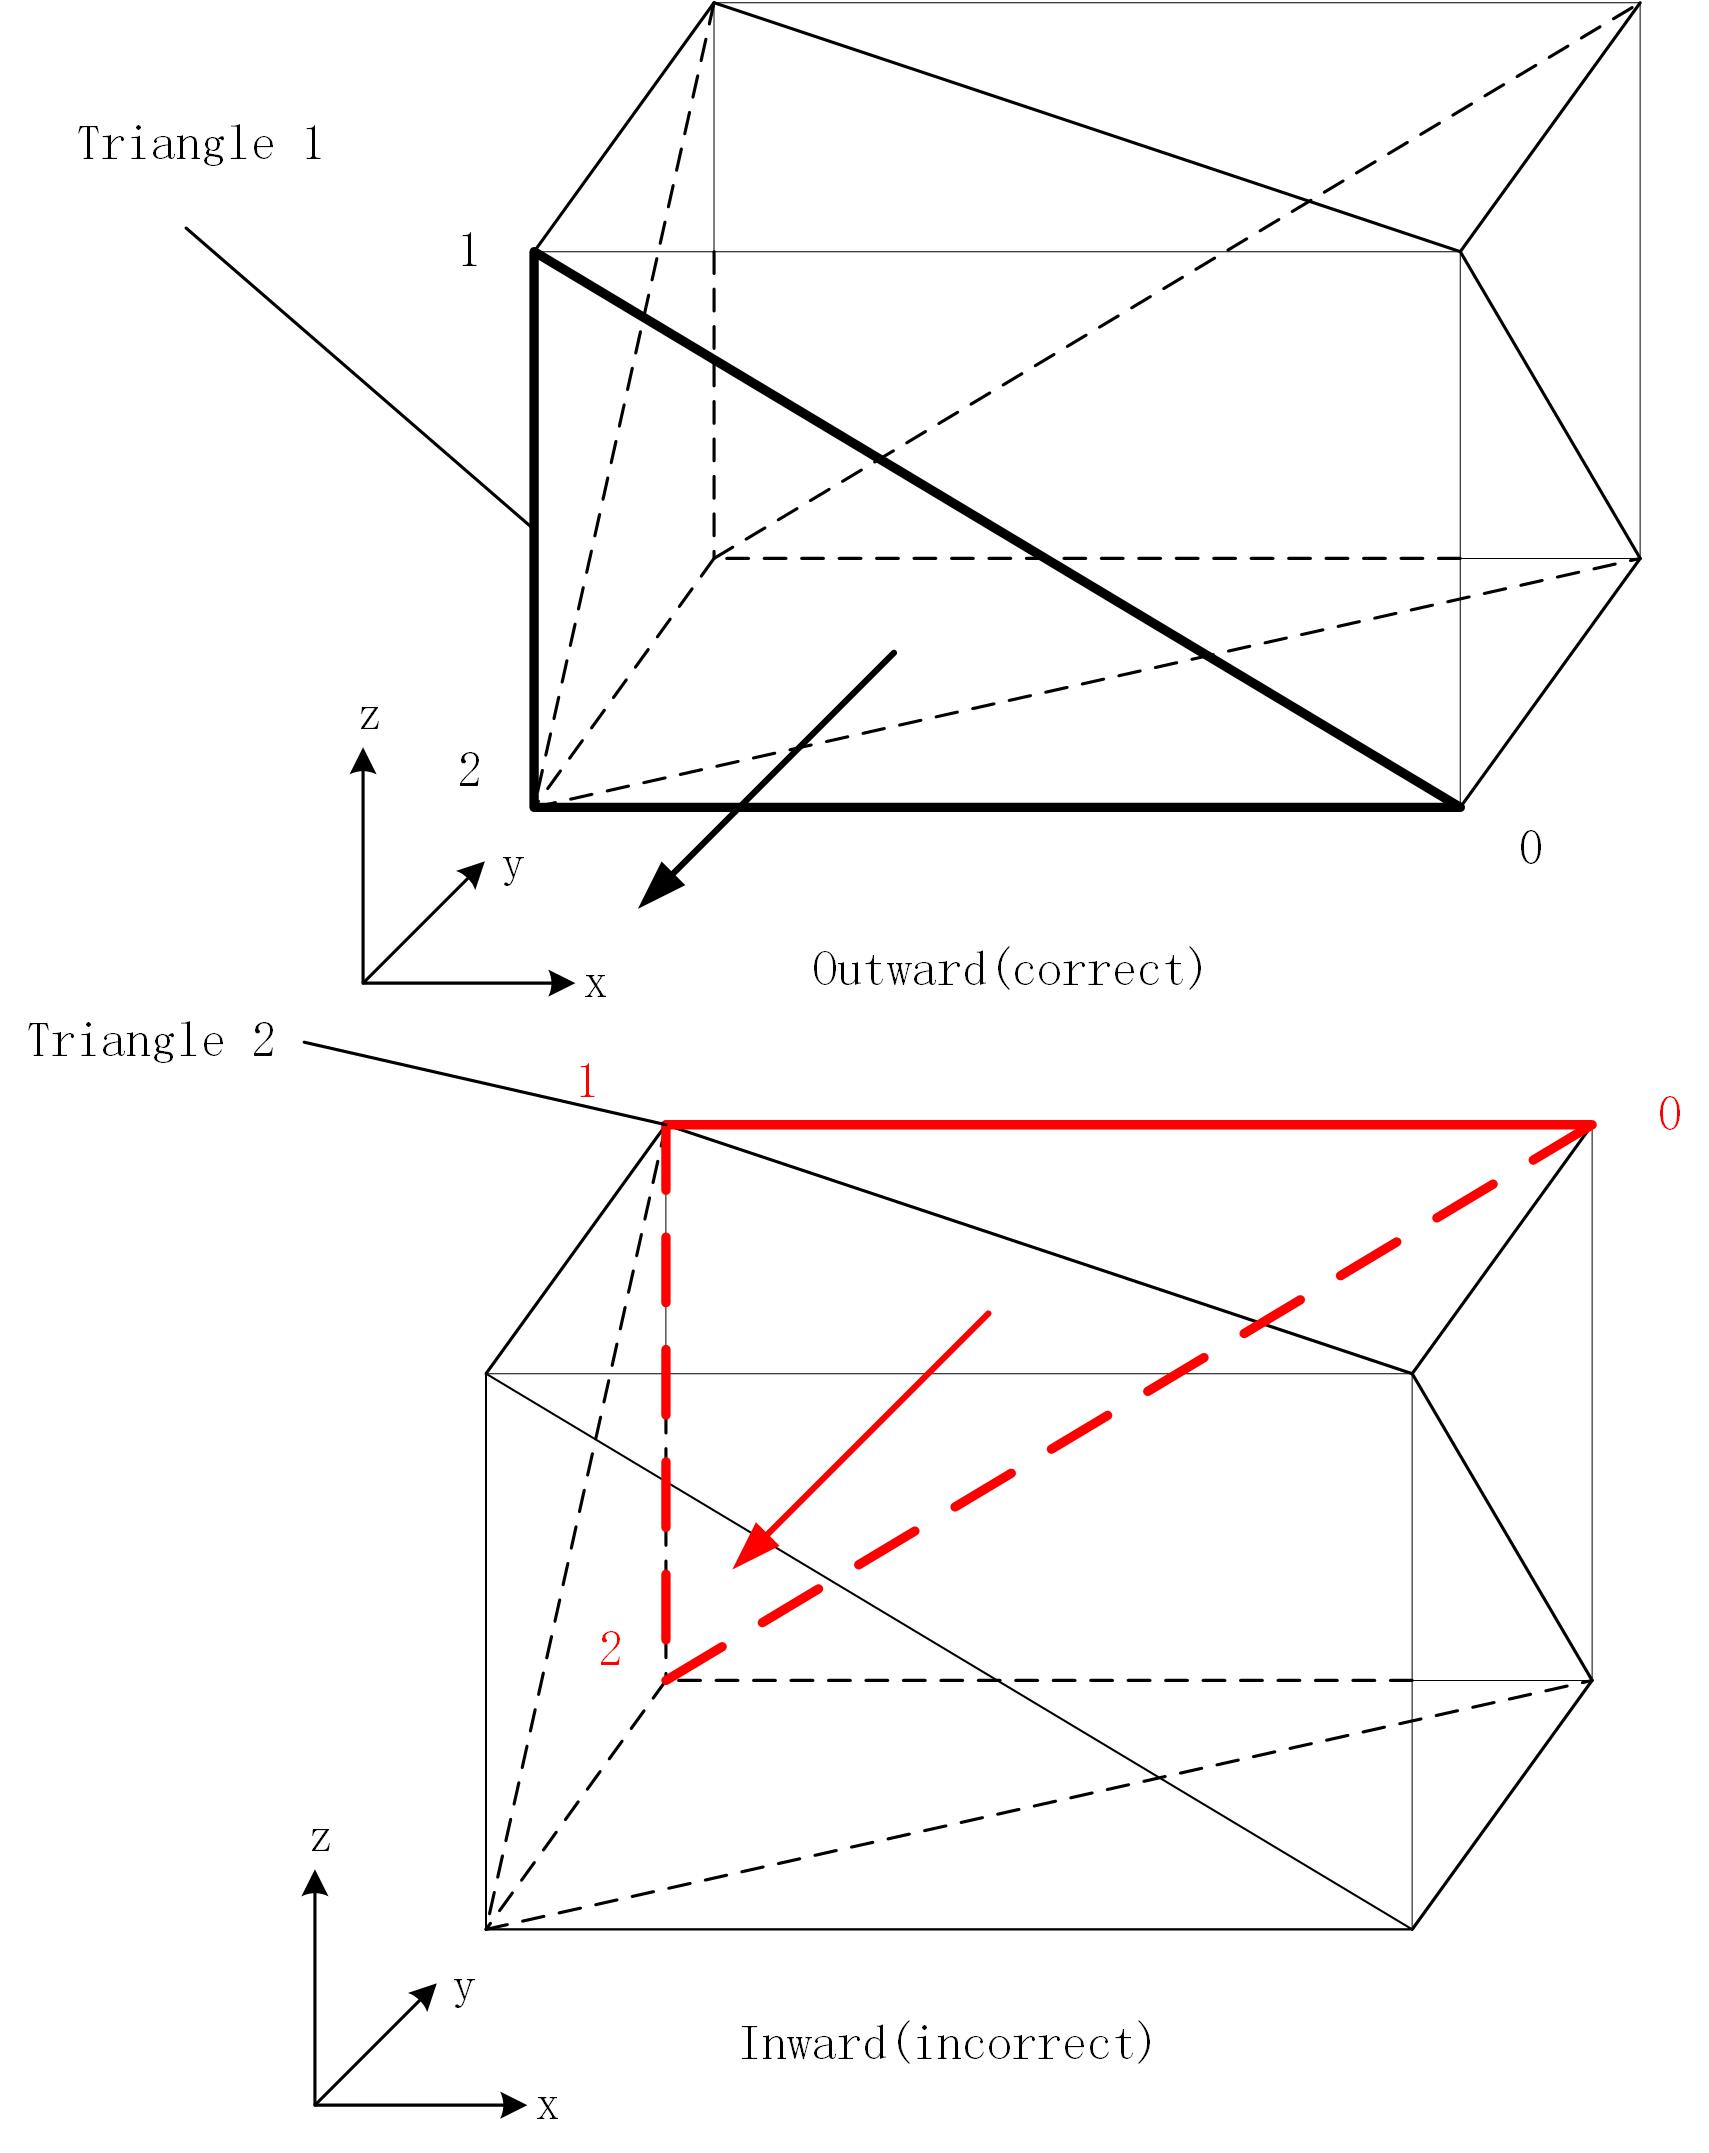 Triangle 1
1
z
2
y
0
x
Outward(correct)
Triangle 2
1
0
2
z
y
x
Inward(incorrect)